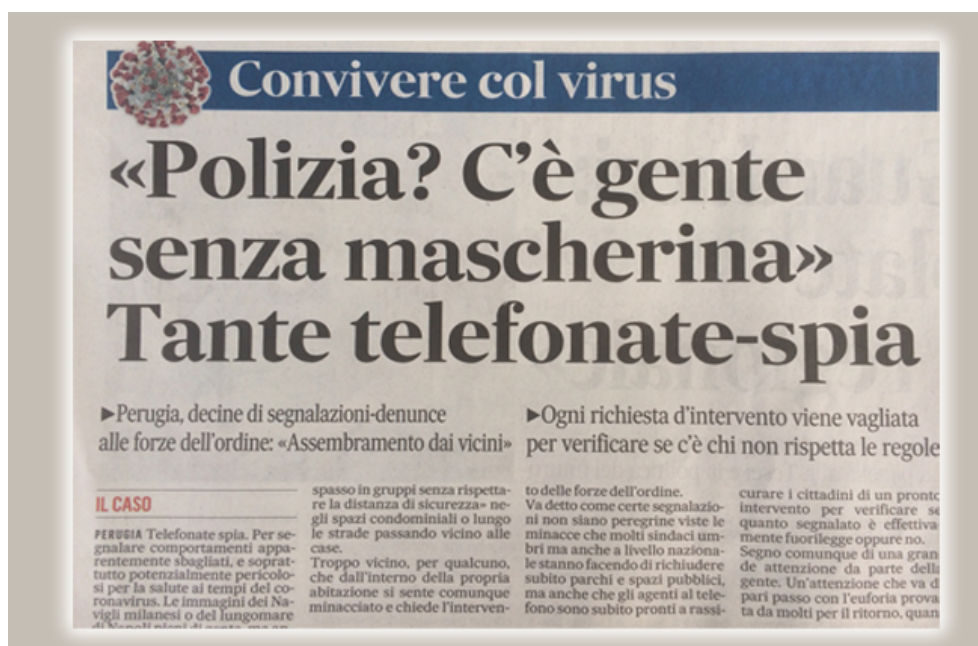 Convivere col virus
«Polizia? C’è gente
senza mascherina»
Tante telefonate-spia
►Perugia, decine di segnalazioni-denunce
alle forze dell’ordine: «Assembramento dai vicini»
►Ogni richiesta d’intervento viene vagliata
per verificare se c’è chi non rispetta le regole
IL CASO
PERUGIA Telefonate spia. Per se-
gnalare comportamenti appa-
rentemente sbagliati, e soprat-
tutto potenzialmente pericolo-
si per la salute ai tempi del co-
ronavirus. Le immagini dei Na-
vigli milanesi o del lungomare
di Napoli pieni di gente, ma an-
spasso in gruppi senza rispetta-
re la distanza di sicurezza» ne-
gli spazi condominiali o lungo
le strade passando vicino alle
case.
Troppo vicino, per qualcuno,
che dall’interno della propria
abitazione si sente comunque
minacciato e chiede l’interven-
to delle forze dell’ordine.
Va detto come certe segnalazio-
ni non siano peregrine viste le
minacce che molti sindaci um-
bri ma anche a livello naziona-
le stanno facendo di richiudere
subito parchi e spazi pubblici,
ma anche che gli agenti al tele-
fono sono subito pronti a rassi-
curare i cittadini di un pronto
intervento per verificare se
quanto segnalato è effettiva
mente fuorilegge oppure no.
Segno comunque di una gran
de attenzione da parte della
gente. Un’attenzione che va d
pari passo con l’euforia prova
ta da molti per il ritorno, quan